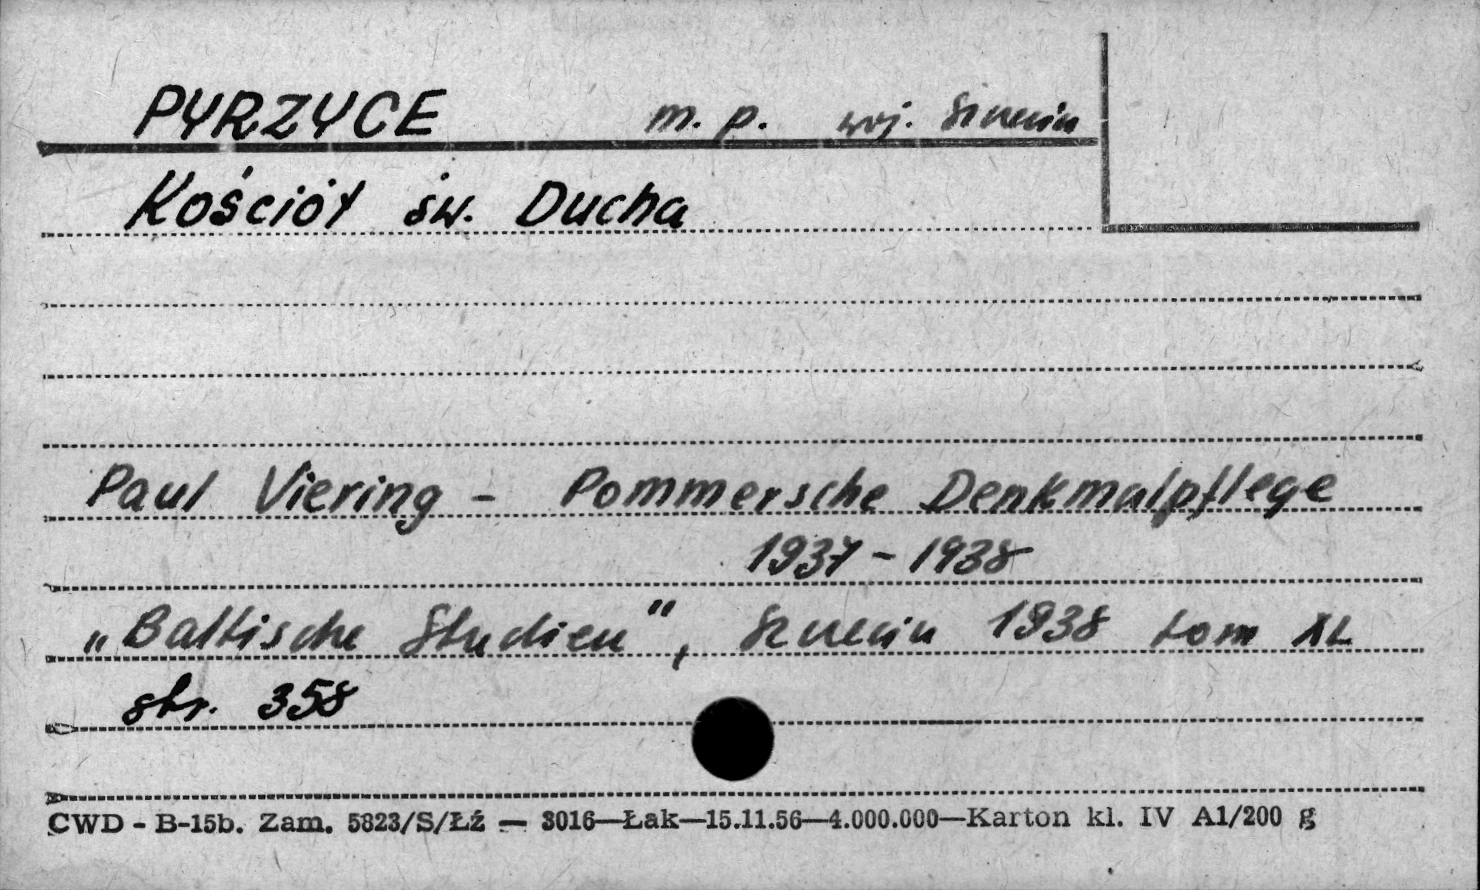 PYRZYCE m. p. woj. Szczecin
Kościół św. Ducha
Paul Viering - Pommersche Denkmalpflege
1937 - 1938
„Baltische Studien”, Szczecin 1938 tom XL
str. 358
CWD - B-15b. Zam. 5823/S/Łź — 3016—Łak—15.11.56—4.000.000—Karton kl. IV A1/200 g